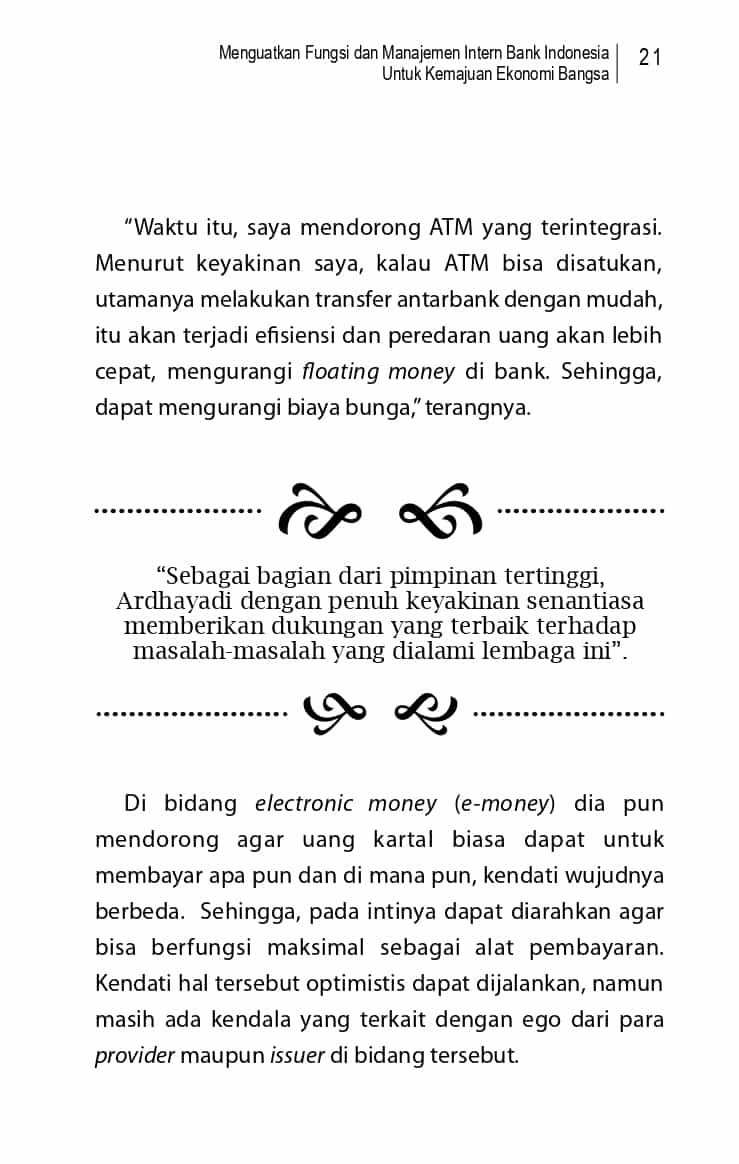 Menguatkan Fungsi dan Manajemen Intern Bank Indonesia
Untuk Kemajuan Ekonomi Bangsa
21
“Waktu itu, saya mendorong ATM yang terintegrasi.
Menurut keyakinan saya, kalau ATM bisa disatukan,
utamanya melakukan transfer antarbank dengan mudah,
itu akan terjadi efisiensi dan peredaran uang akan lebih
cepat, mengurangi floating money di bank. Sehingga,
dapat mengurangi biaya bunga,” terangnya.
“Sebagai bagian dari pimpinan tertinggi,
Ardhayadi dengan penuh keyakinan senantiasa
memberikan dukungan yang terbaik terhadap
masalah-masalah yang dialami lembaga ini”.
Di bidang electronic money (e-money) dia pun
mendorong agar uang kartal biasa dapat untuk
membayar apa pun dan di mana pun, kendati wujudnya
berbeda. Sehingga, pada intinya dapat diarahkan agar
bisa berfungsi maksimal sebagai alat pembayaran.
Kendati hal tersebut optimistis dapat dijalankan, namun
masih ada kendala yang terkait dengan ego dari para
provider maupun issuer di bidang tersebut.